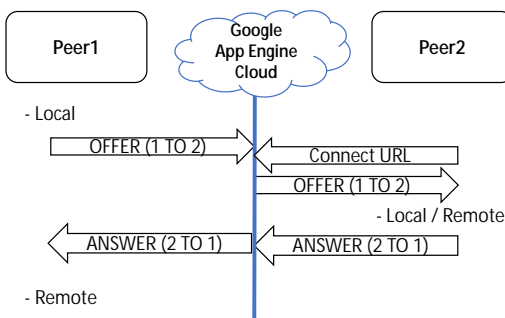 Peer1
Google
App Engine
Cloud
Peer2
- Local
OFFER (1 TO 2)
Connect URL
OFFER (1 TO 2)
- Local / Remote
ANSWER (2 TO 1)
ANSWER (2 TO 1)
- Remote